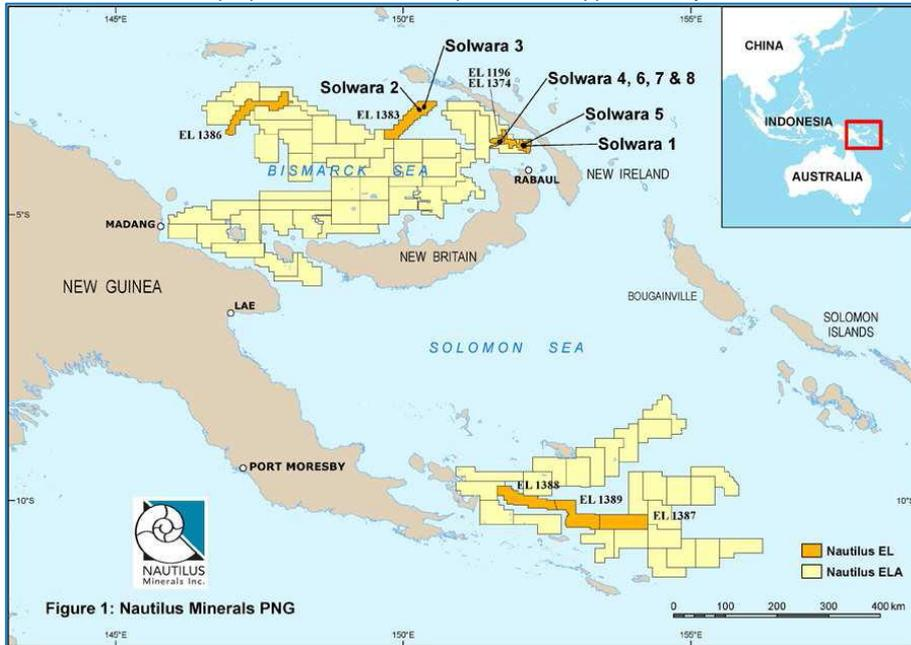 145°E
150°E
155°E
Solwara 3
EL 1196
EL 1374
Solwara 2
Solwara 4, 6, 7 & 8
EL 1383
EL 1386
Solwara 5
Solwara 1
BISMARCK SEA
RABAUL
NEW IRELAND
5°S
MADANG
NEW BRITAIN
NEW GUINEA
LAE
BOUGAINVILLE
SOLOMON
ISLANDS
SOLOMON SEA
PORT MORESBY
EL 1388
EL 1389
EL 1387
10°S
10°S
CHINA
INDONESIA
AUSTRALIA
NAUTILUS
Minerals Inc.
Nautilus EL
Nautilus ELA
Figure 1: Nautilus Minerals PNG
0 100 200 300 400 km
145°E
150°E
155°E